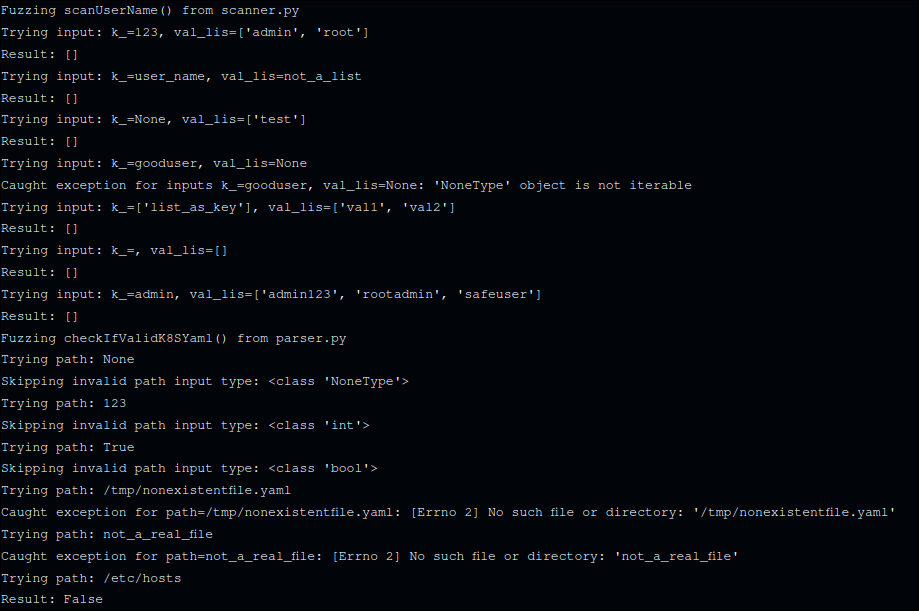 Fuzzing scanUserName() from scanner.py
Trying input: k_=123, val_lis=['admin', 'root']
Result: []
Trying input: k_=user_name, val_lis=not_a_list
Result: []
Trying input: k_=None, val_lis=['test']
Result: []
Trying input: k_=gooduser, val_lis=None
Caught exception for inputs k_=gooduser, val_lis=None: 'NoneType' object is not iterable
Trying input: k_=['list_as_key'], val_lis=['val1', 'val2']
Result: []
Trying input: k_=, val_lis=[]
Result: []
Trying input: k_=admin, val_lis=['admin123', 'rootadmin', 'safeuser']
Result: []
Fuzzing checkIfValidK8SYaml() from parser.py
Trying path: None
Skipping invalid path input type: <class 'NoneType'>
Trying path: 123
Skipping invalid path input type: <class 'int'>
Trying path: True
Skipping invalid path input type: <class 'bool'>
Trying path: /tmp/nonexistentfile.yaml
Caught exception for path=/tmp/nonexistentfile.yaml: [Errno 2] No such file or directory: '/tmp/nonexistentfile.yaml'
Trying path: not_a_real_file
Caught exception for path=not_a_real_file: [Errno 2] No such file or directory: 'not_a_real_file'
Trying path: /etc/hosts
Result: False